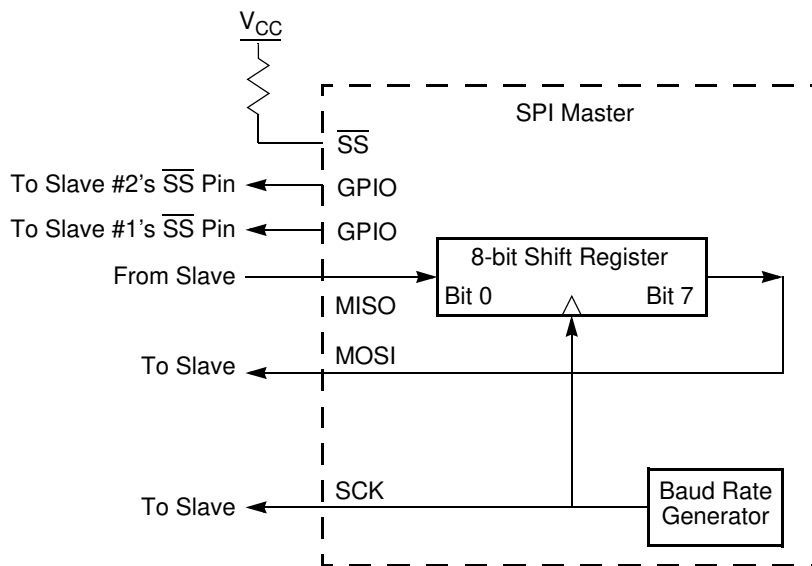 VCC
SPI Master
SS
To Slave #2's SS Pin
GPIO
To Slave #1's SS Pin
GPIO
8-bit Shift Register
From Slave
Bit 0
Bit 7
MISO
MOSI
To Slave
SCK
To Slave
Baud Rate
Generator